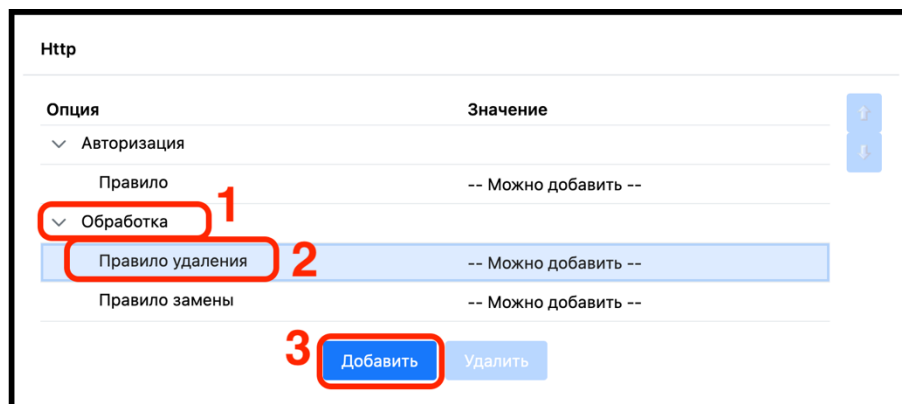 Http
Опция Значение
Авторизация
Правило -- Можно добавить --
1
Обработка
Правило удаления 2 -- Можно добавить --
Правило замены -- Можно добавить --
3 Добавить Удалить